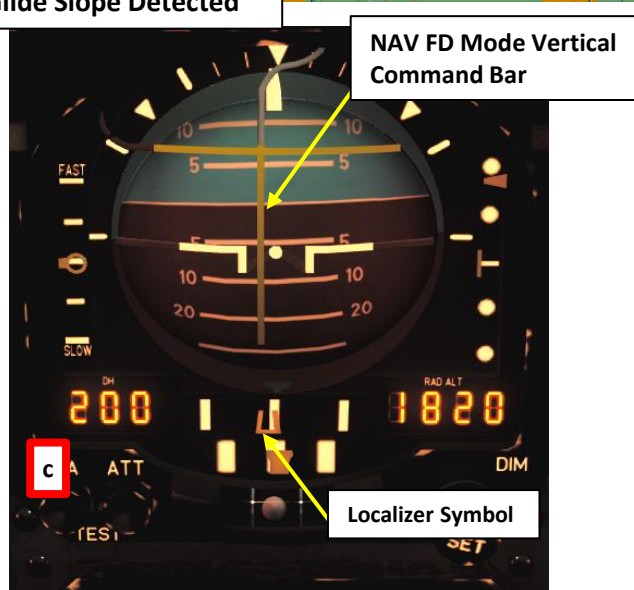 lide Slope Detected
NAV FD Mode Vertical
Command Bar
10 10
5 5
FAST
5 5
10 10
20 20
SLOW
DH
RAD ALT
200
1820
c
A ATT
DIM
TEST
Localizer Symbol
SET